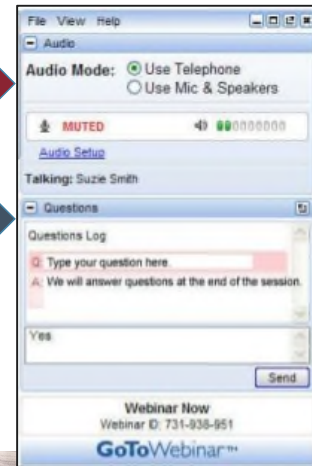 File View Help
Audio
Audio Mode: Use Telephone
Use Mic & Speakers
MUTED
Audio Setup
Talking: Suzie Smith
Questions
Questions Log
Q: Type your question here.
A: We will answer questions at the end of the session.
Yes
Send
Webinar Now
Webinar ID: 731-938-951
GoToWebinar™